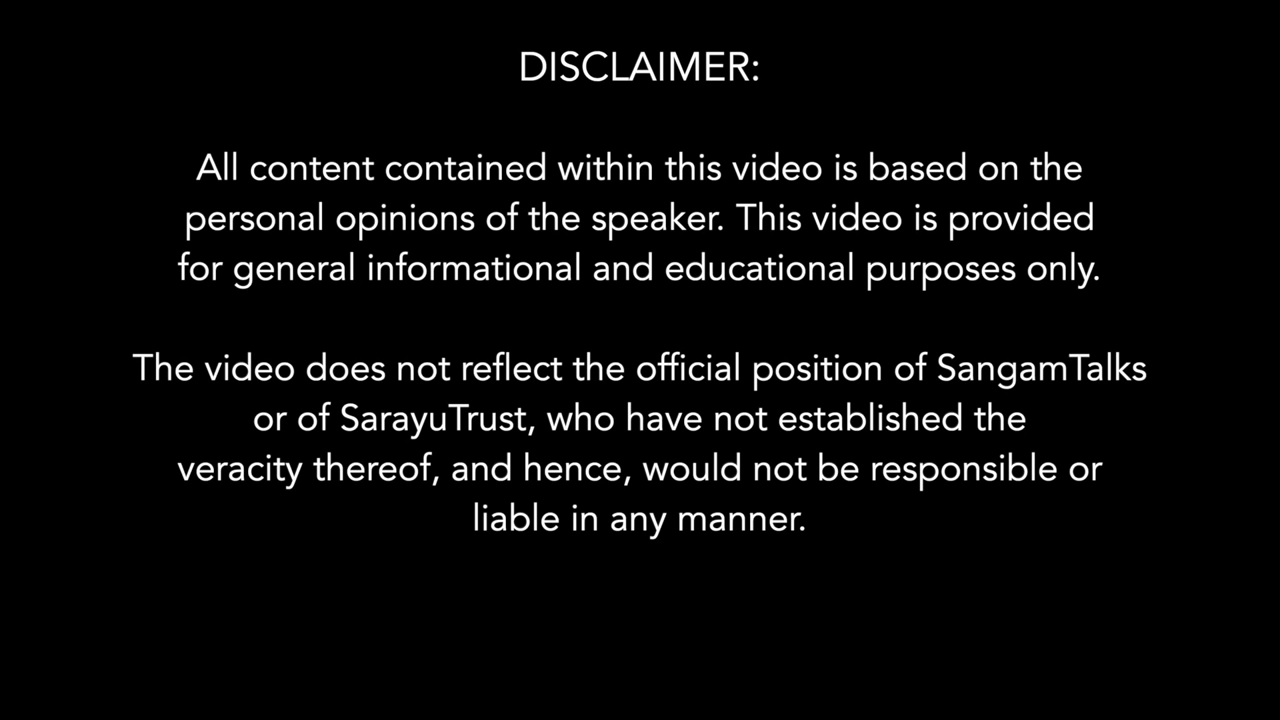 DISCLAIMER:
All content contained within this video is based on the
personal opinions of the speaker. This video is provided
for general informational and educational purposes only.
The video does not reflect the official position of SangamTalks
or of SarayuTrust, who have not established the
veracity thereof, and hence, would not be responsible or
liable in any manner.